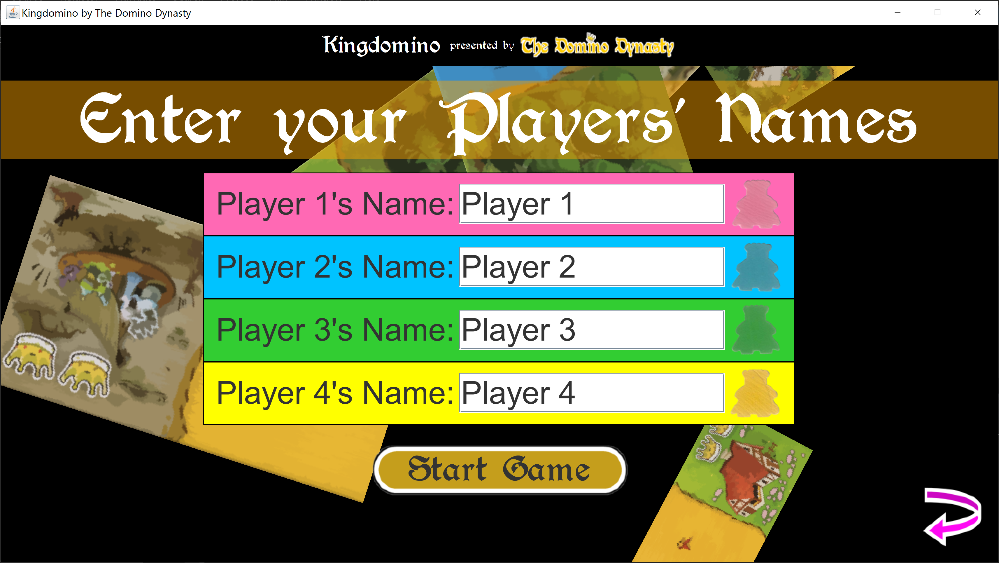 Kingdomino by The Domino Dynasty
Kingdomino presented by The Domino Dynasty
Enter your Players' Names
Player 1's Name: Player 1
Player 2's Name: Player 2
Player 3's Name: Player 3
Player 4's Name: Player 4
Start Game